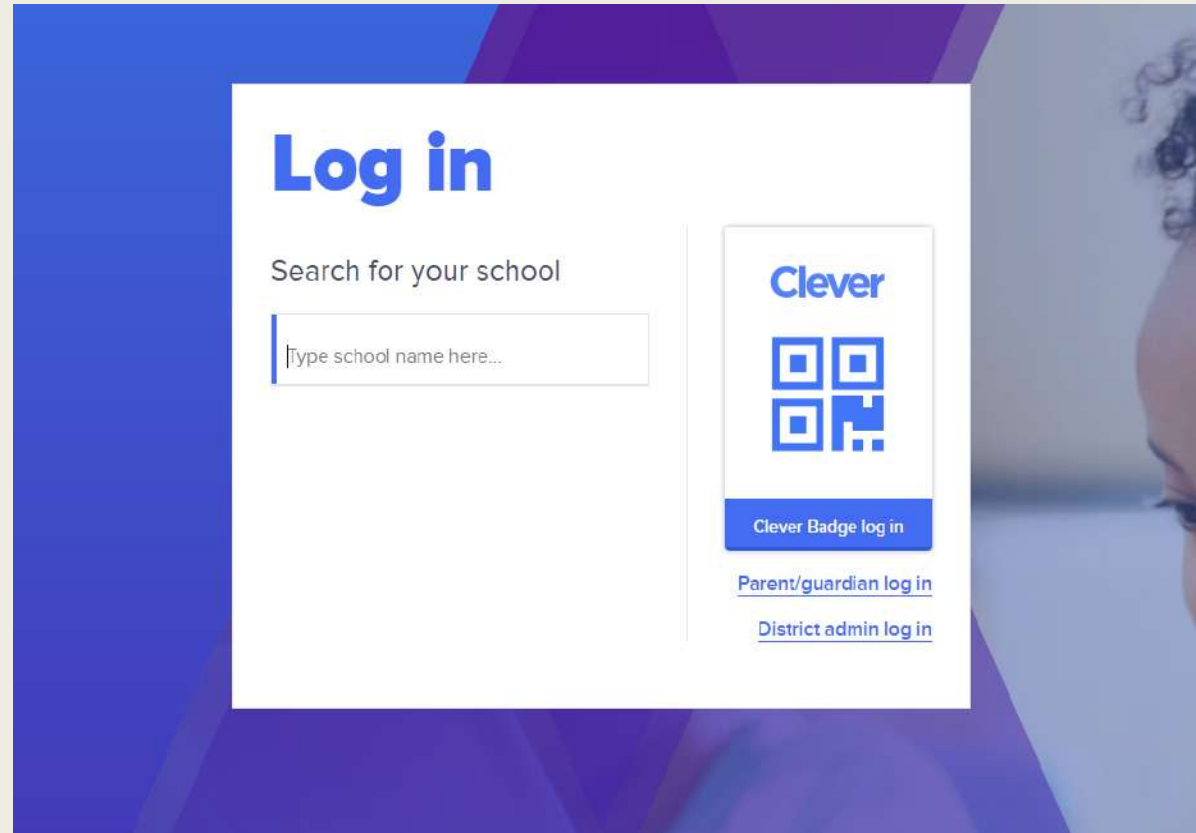 Log in
Search for your school
Type school name here...
Clever
Clever Badge log in
Parent/guardian log in
District admin log in